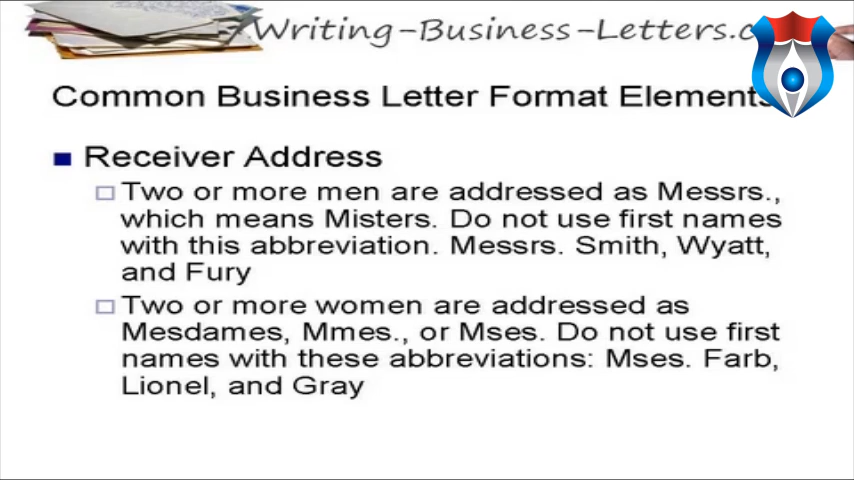 Writing-Business-Letters.c
Common Business Letter Format Elements
Receiver Address
Two or more men are addressed as Messrs.,
which means Misters. Do not use first names
with this abbreviation. Messrs. Smith, Wyatt,
and Fury
Two or more women are addressed as
Mesdames, Mmes., or Mses. Do not use first
names with these abbreviations: Mses. Farb,
Lionel, and Gray